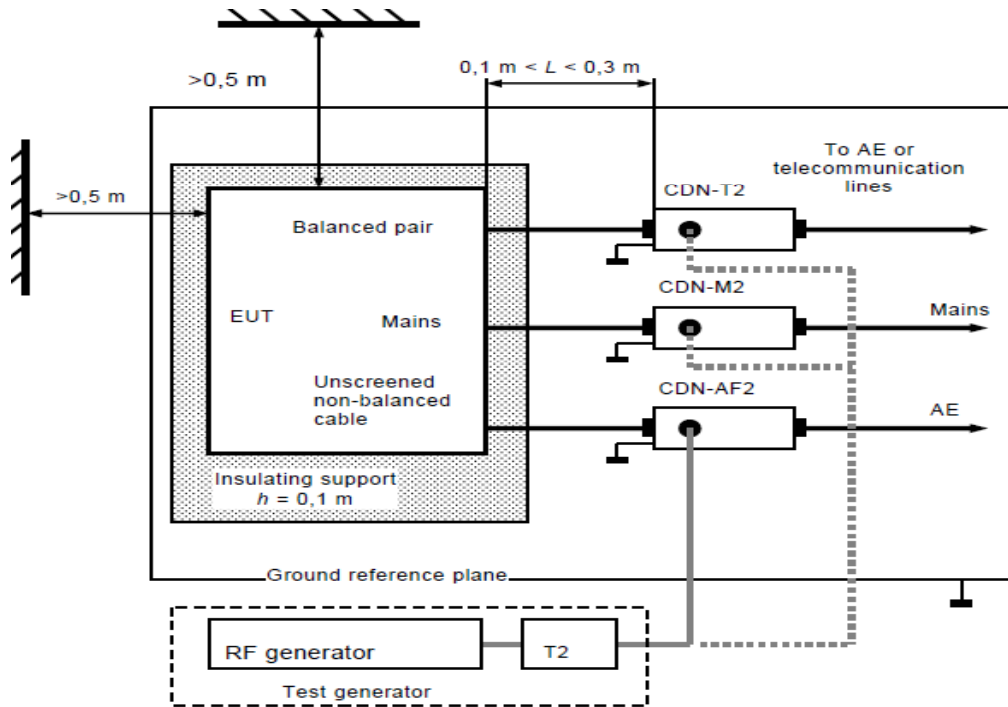 >0,5 m
0,1 m < L < 0,3 m
>0,5 m
To AE or
telecommunication
lines
CDN-T2
Balanced pair
CDN-M2
EUT
Mains
Mains
Unscreened
non-balanced
cable
CDN-AF2
AE
Insulating support
h = 0,1 m
Ground reference plane
RF generator
T2
Test generator